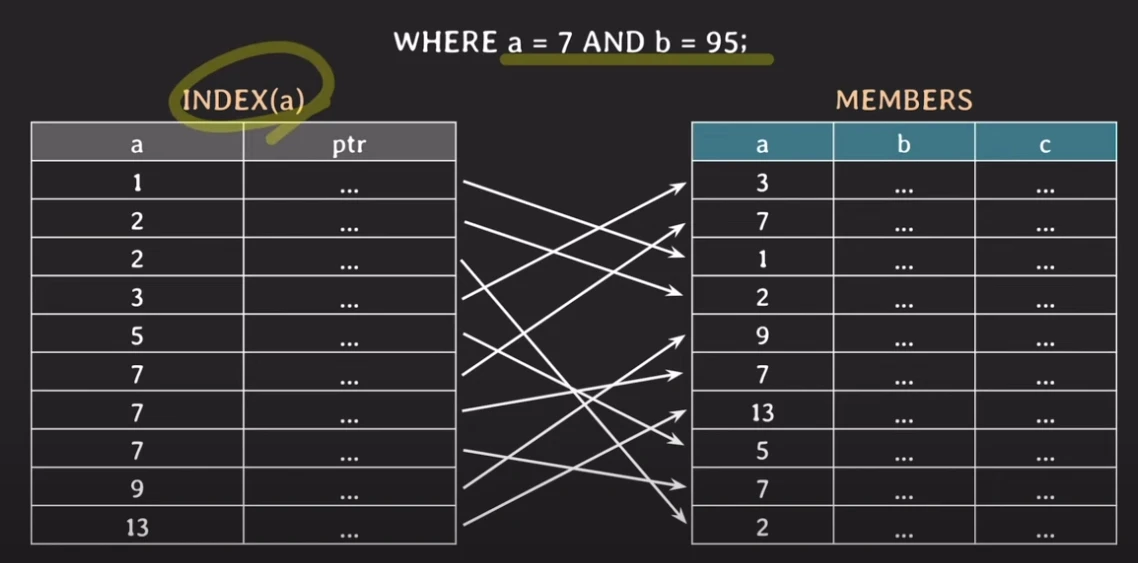 WHERE a = 7 AND b = 95;
INDEX(a)
a ptr
1 ...
2 ...
2 ...
3 ...
5 ...
7 ...
7 ...
7 ...
9 ...
13 ...
MEMBERS
a b c
3 ... ...
7 ... ...
1 ... ...
2 ... ...
9 ... ...
7 ... ...
13 ... ...
5 ... ...
7 ... ...
2 ... ...